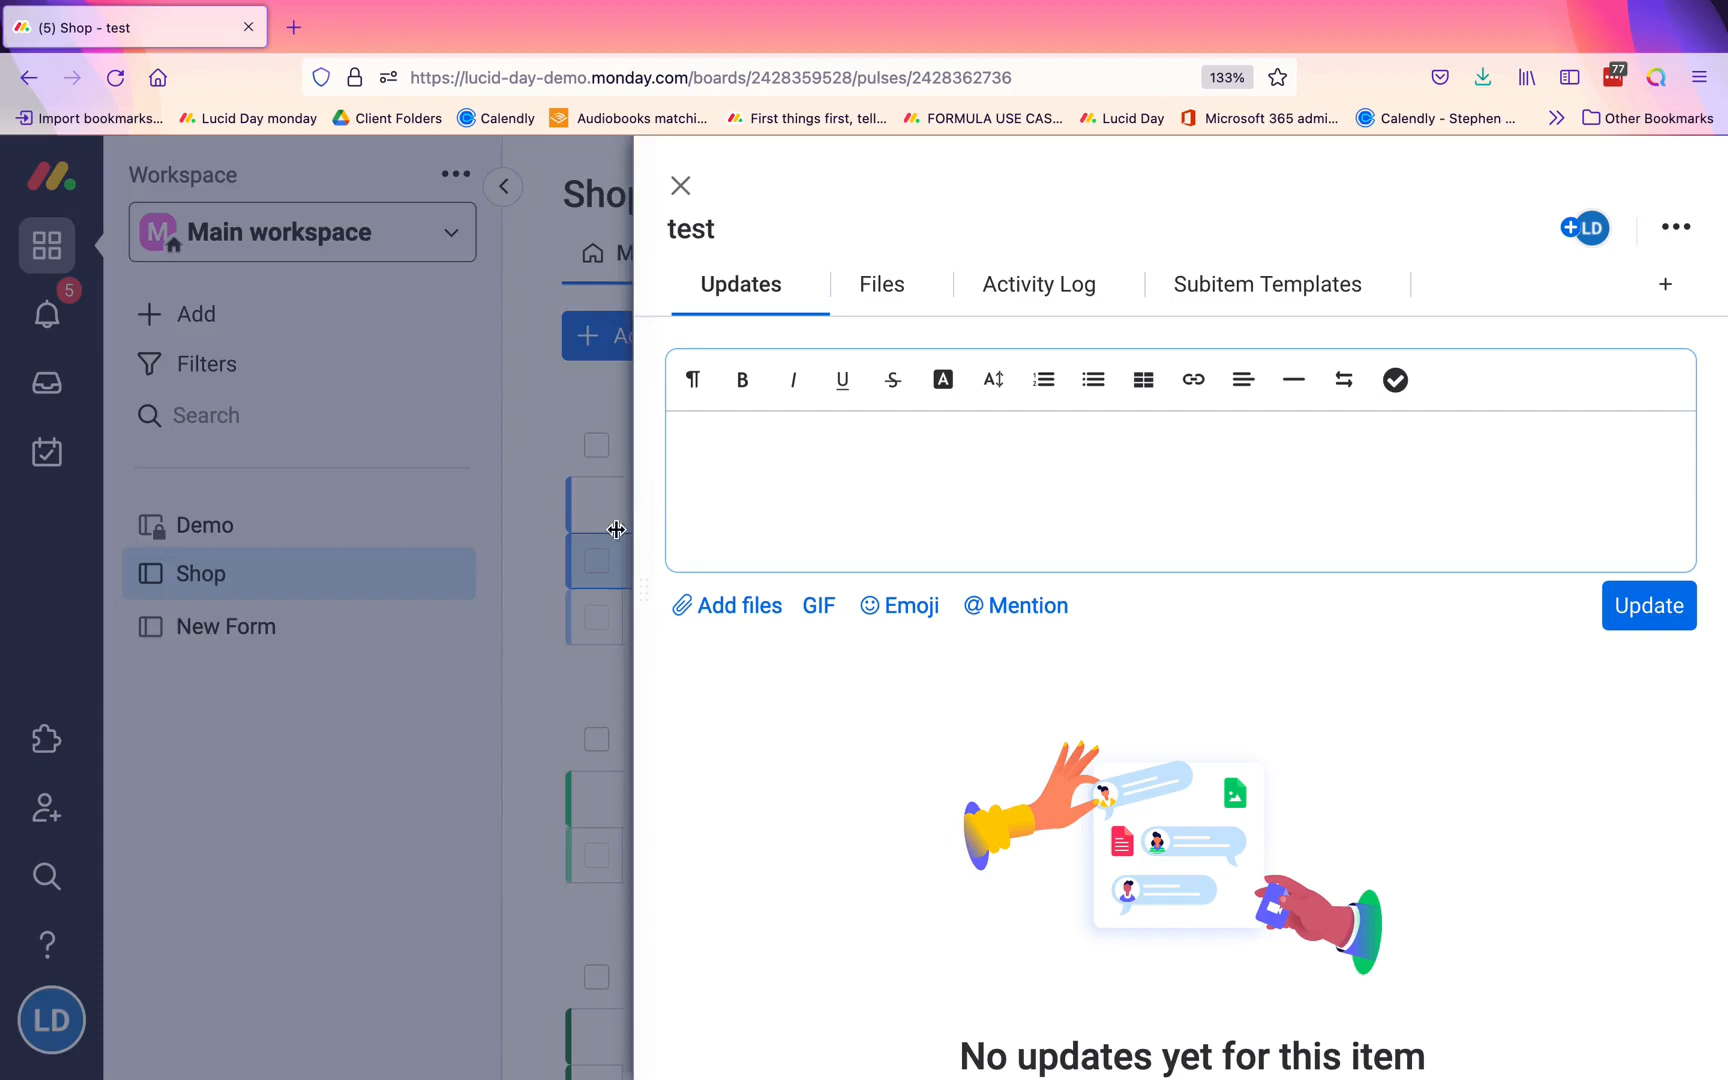 (5) Shop - test
https://lucid-day-demo.monday.com/boards/2428359528/pulses/2428362736
133%
77
Import bookmarks...
Lucid Day monday
Client Folders
Calendly
Audiobooks matchi...
First things first, tell...
FORMULA USE CAS...
Lucid Day
Microsoft 365 admi...
Calendly - Stephen ...
Other Bookmarks
Workspace
M
Main workspace
5
Add
Filters
Search
Demo
Shop
New Form
LD
Shop
M
test
LD
Updates
Files
Activity Log
Subitem Templates
Add files
GIF
Emoji
@ Mention
Update
No updates yet for this item